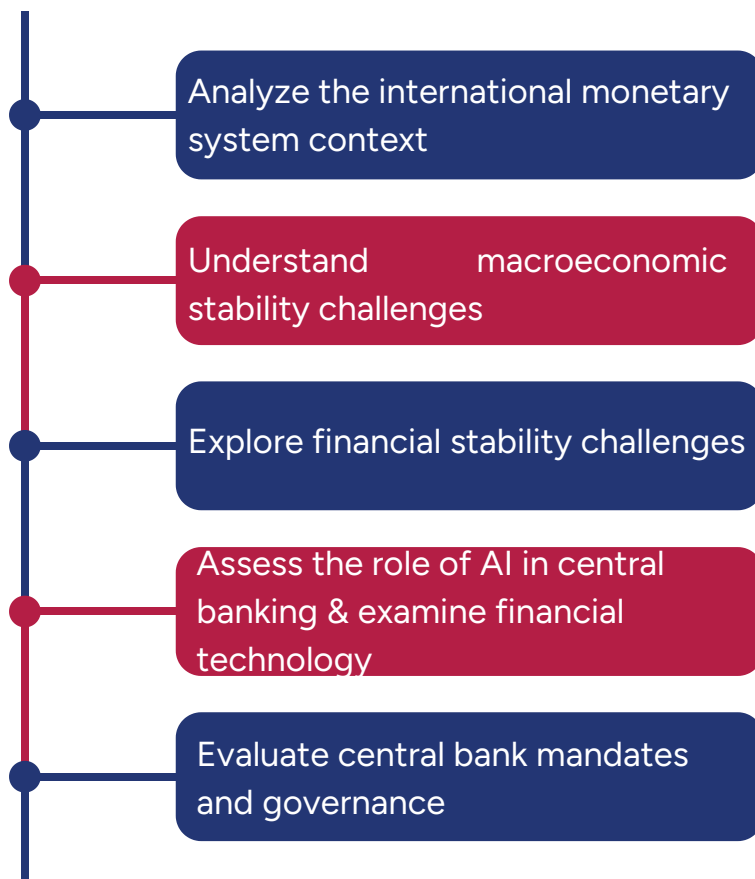 Analyze the international monetary
system context
Understand macroeconomic
stability challenges
Explore financial stability challenges
Assess the role of AI in central
banking & examine financial
technology
Evaluate central bank mandates
and governance